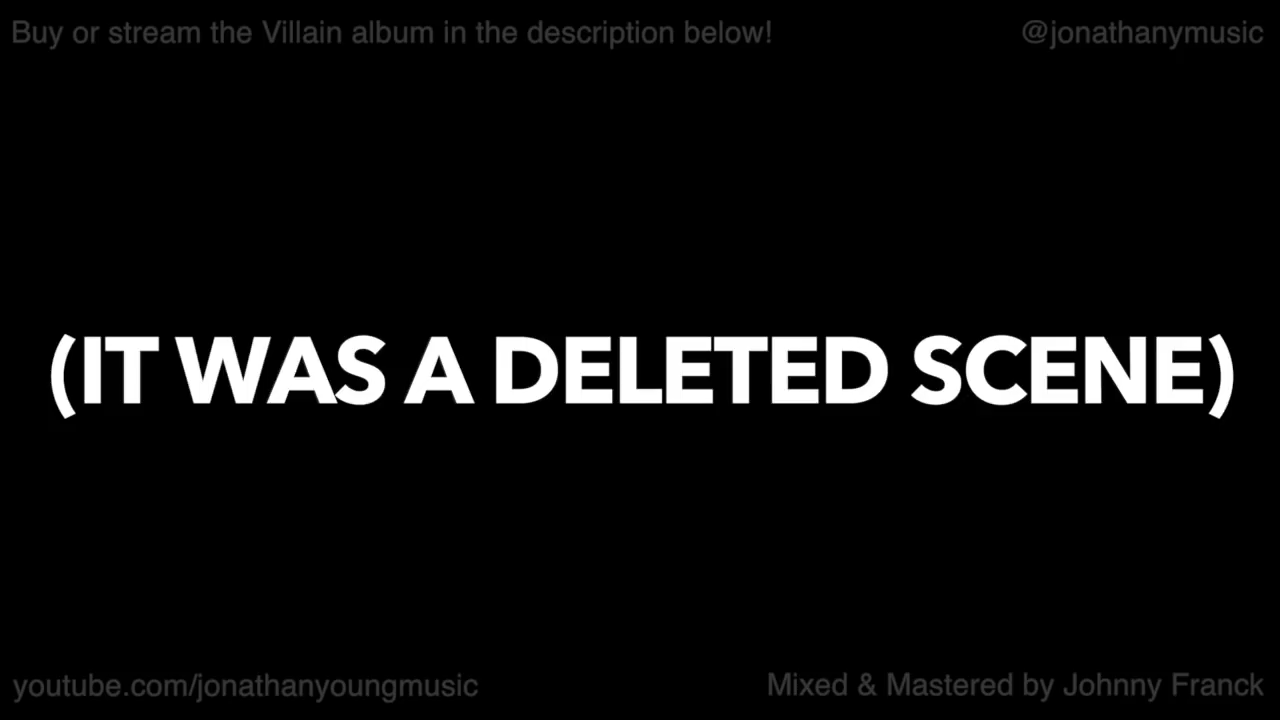 Buy or stream the Villain album in the description below!
@jonathanymusic
(IT WAS A DELETED SCENE)
youtube.com/jonathanyoungmusic
Mixed & Mastered by Johnny Franck